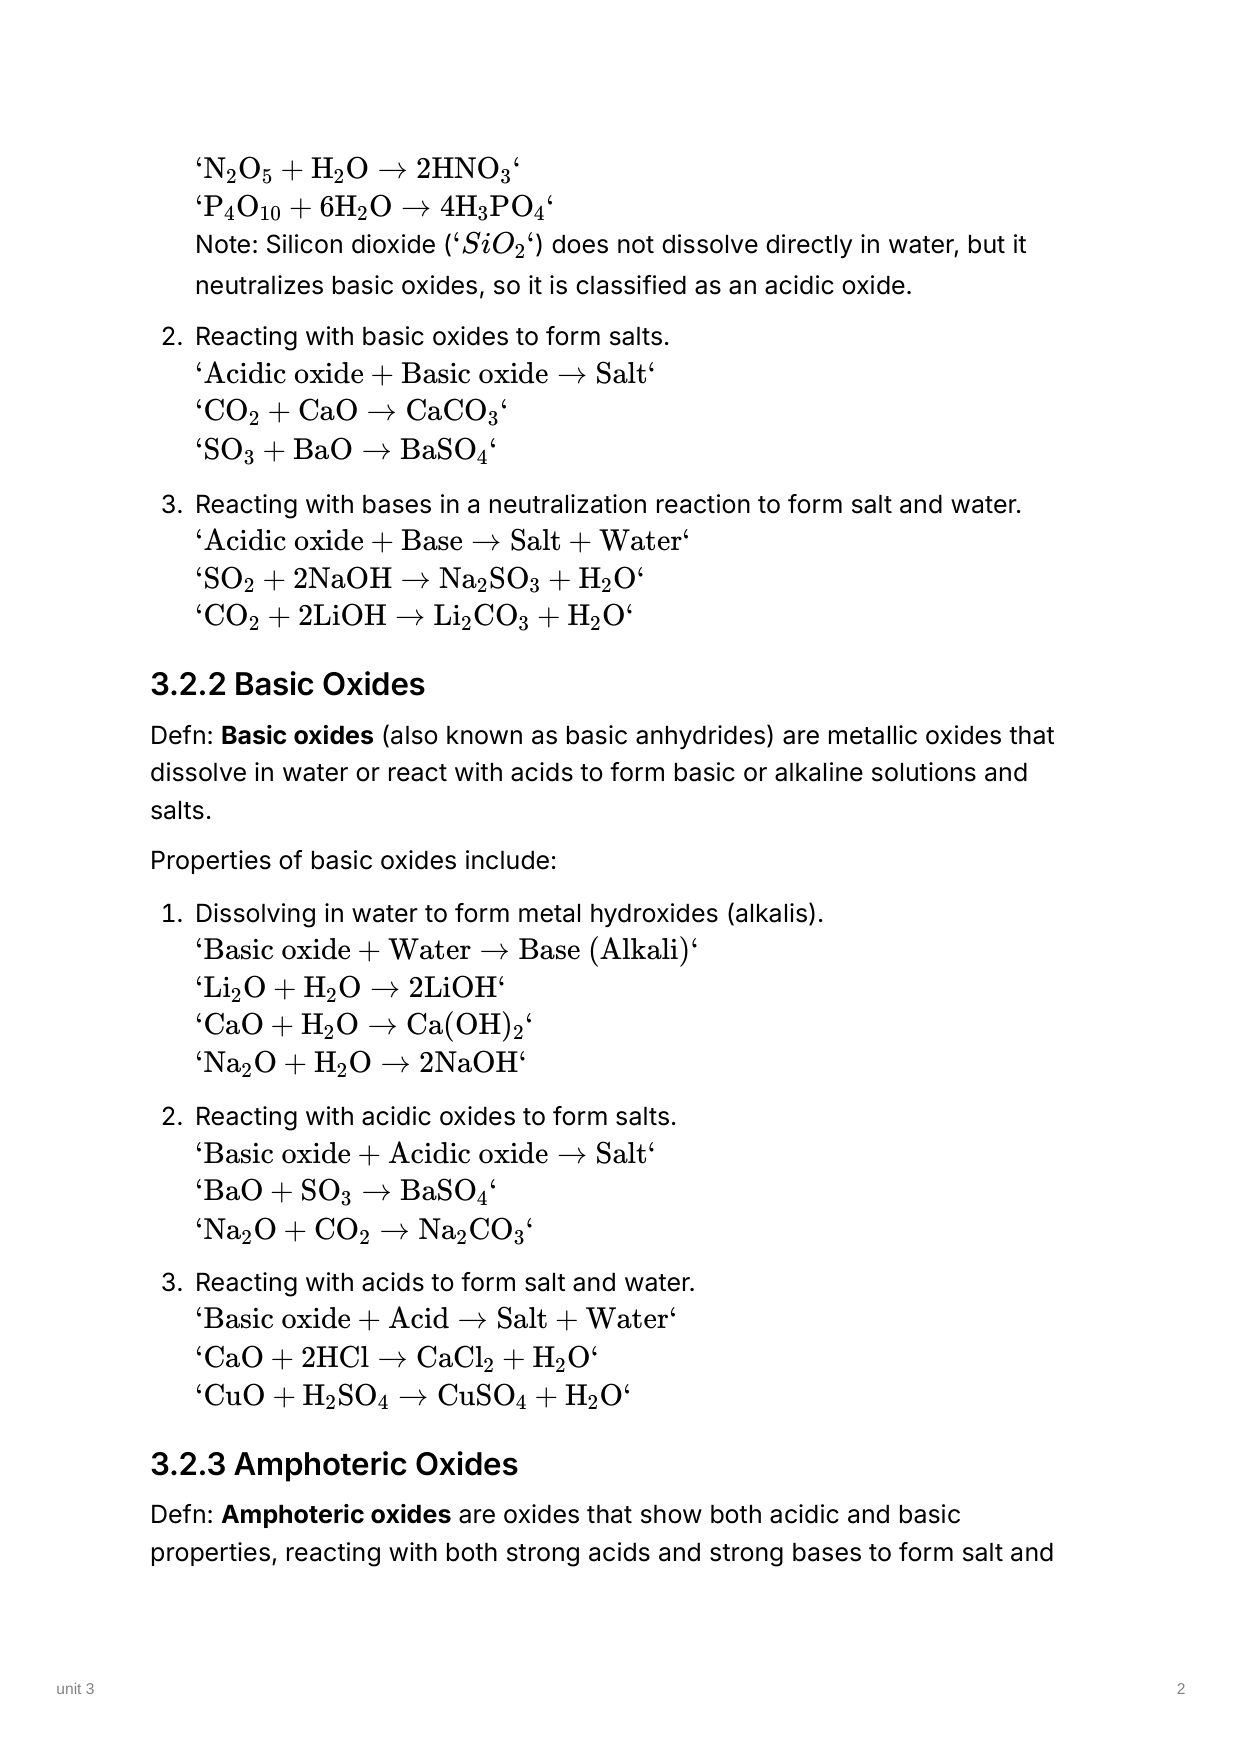 ‘N₂O₅ + H₂O → 2HNO₃‘
‘P₄O₁₀ + 6H₂O → 4H₃PO₄‘
Note: Silicon dioxide (‘SiO₂‘) does not dissolve directly in water, but it
neutralizes basic oxides, so it is classified as an acidic oxide.
2. Reacting with basic oxides to form salts.
‘Acidic oxide + Basic oxide → Salt‘
‘CO₂ + CaO → CaCO₃‘
‘SO₃ + BaO → BaSO₄‘
3. Reacting with bases in a neutralization reaction to form salt and water.
‘Acidic oxide + Base → Salt + Water‘
‘SO₂ + 2NaOH → Na₂SO₃ + H₂O‘
‘CO₂ + 2LiOH → Li₂CO₃ + H₂O‘
3.2.2 Basic Oxides
Defn: Basic oxides (also known as basic anhydrides) are metallic oxides that
dissolve in water or react with acids to form basic or alkaline solutions and
salts.
Properties of basic oxides include:
1. Dissolving in water to form metal hydroxides (alkalis).
‘Basic oxide + Water → Base (Alkali)‘
‘Li₂O + H₂O → 2LiOH‘
‘CaO + H₂O → Ca(OH)₂‘
‘Na₂O + H₂O → 2NaOH‘
2. Reacting with acidic oxides to form salts.
‘Basic oxide + Acidic oxide → Salt‘
‘BaO + SO₃ → BaSO₄‘
‘Na₂O + CO₂ → Na₂CO₃‘
3. Reacting with acids to form salt and water.
‘Basic oxide + Acid → Salt + Water‘
‘CaO + 2HCl → CaCl₂ + H₂O‘
‘CuO + H₂SO₄ → CuSO₄ + H₂O‘
3.2.3 Amphoteric Oxides
Defn: Amphoteric oxides are oxides that show both acidic and basic
properties, reacting with both strong acids and strong bases to form salt and
unit 3
2